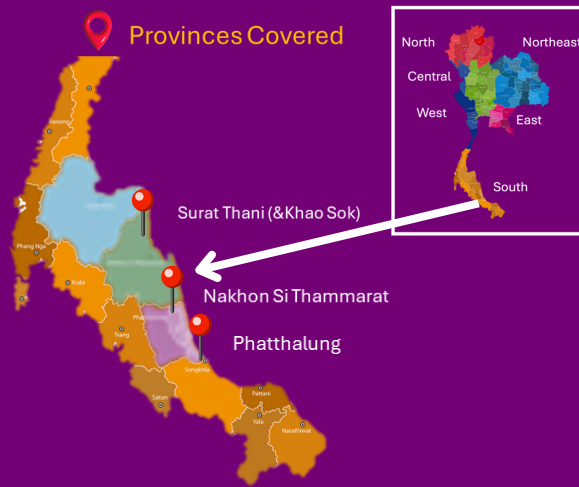 Provinces Covered
North
Northeast
Central
West
East
South
Ranong
Surat Thani (&Khao Sok)
Phang Nga
Krabi
Nakhon Si Thammarat
Trang
Phatthalung
Songkhla
Satun
Pattani
Yala
Narathiwat